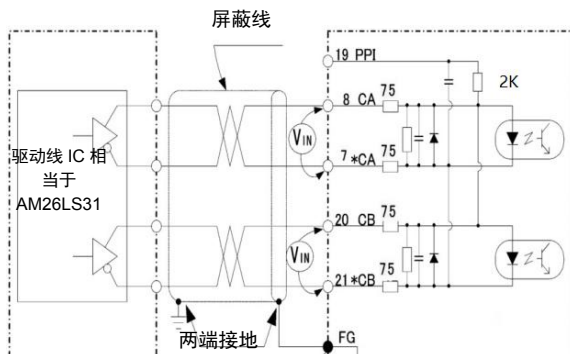 屏蔽线
19 PPI
2K
8 CA 75
VIN
驱动线 IC 相
当于
AM26LS31
7 *CA 75
20 CB 75
VIN
21 *CB 75
两端接地
FG